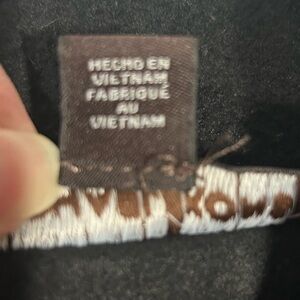 HECHO EN
VIETNAM
FABRIQUÉ
AU
VIETNAM